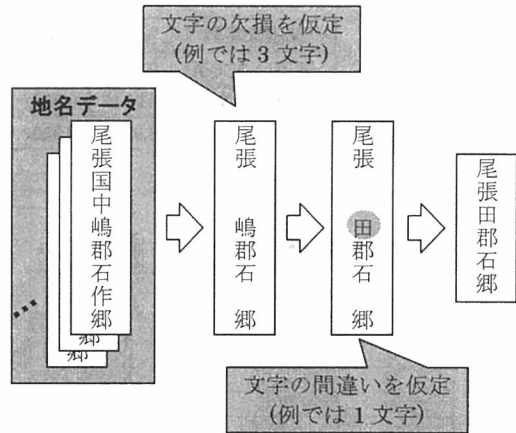 文字の欠損を仮定
(例では3文字)
地名データ
尾張国中嶋郡石作郷
郷
郷
尾張 嶋郡石 郷
尾張 田郡石 郷
尾張田郡石郷
文字の間違いを仮定
(例では1文字)